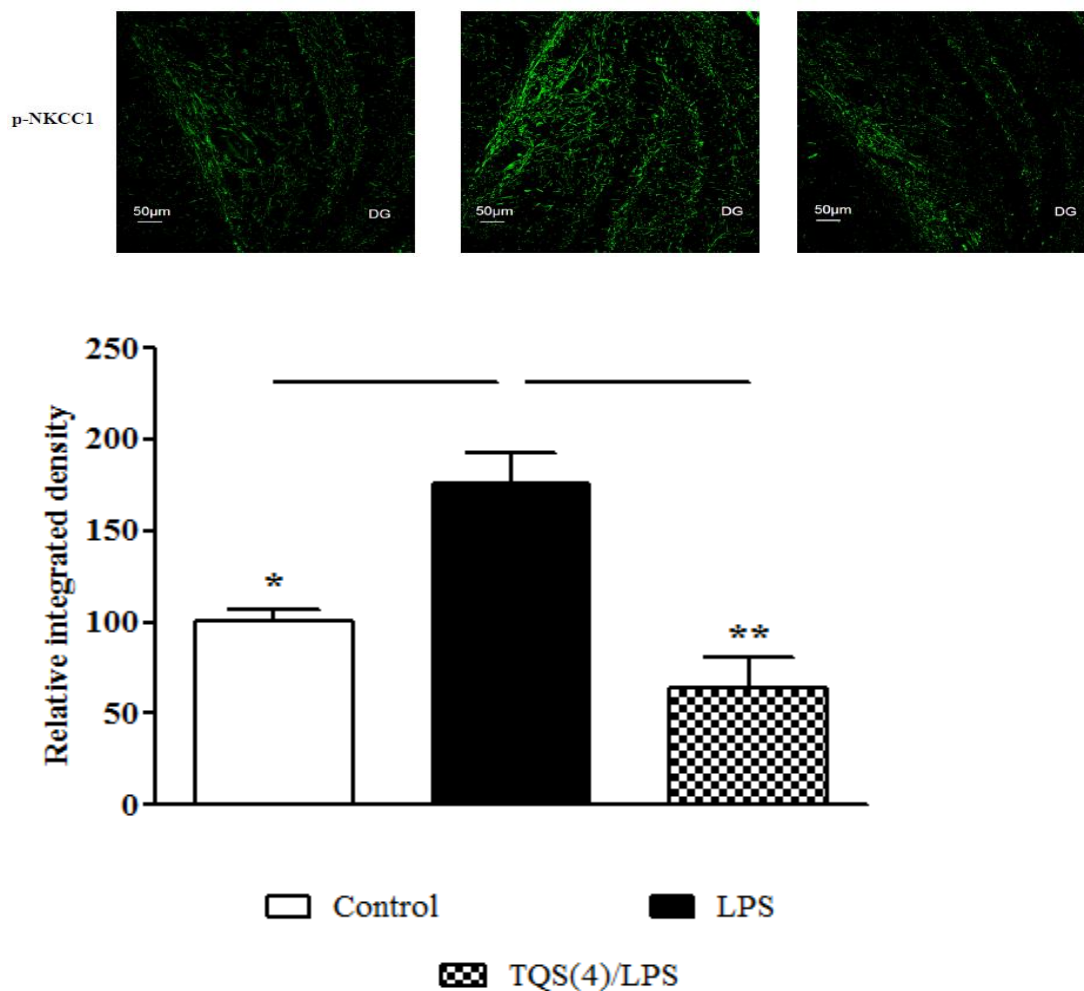 p-NKCC1
50µm DG
50µm DG
50µm DG
Relative integrated density
250
200
150
100
50
0
*
**
Control
LPS
TQS(4)/LPS